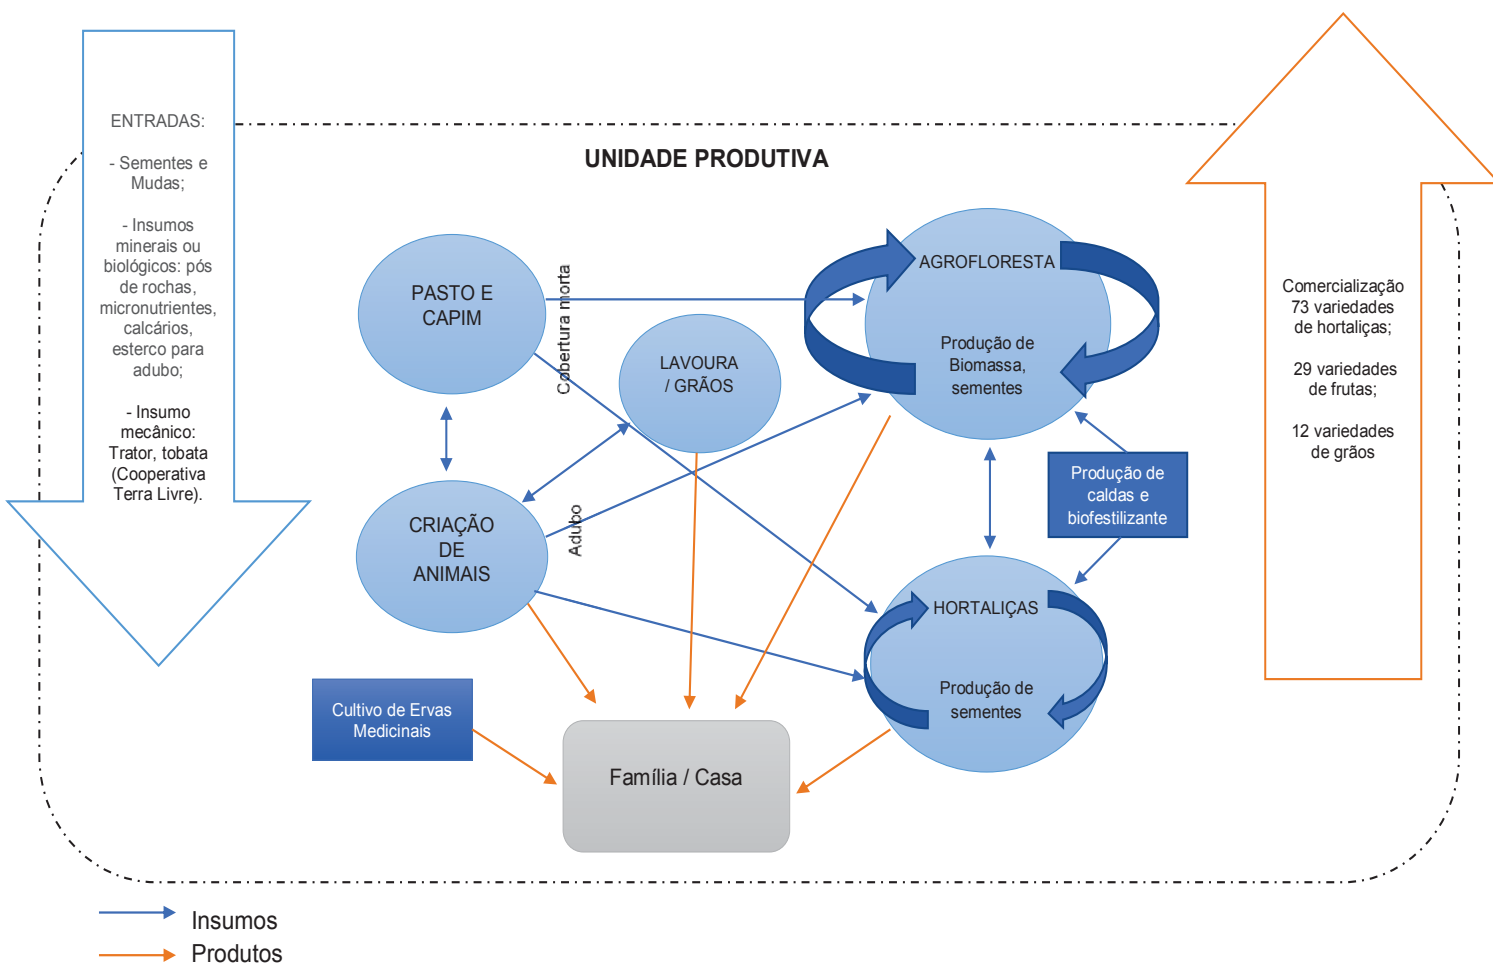 ENTRADAS:
- Sementes e
Mudas;
- Insumos
minerais ou
biológicos: pós
de rochas,
micronutrientes,
calcários,
esterco para
adubo;
- Insumo
mecânico:
Trator, tobata
(Cooperativa
Terra Livre).
UNIDADE PRODUTIVA
PASTO E
CAPIM
Cobertura morta
LAVOURA
/ GRÃOS
AGROFLORESTA
Produção de
Biomassa,
sementes
CRIAÇÃO
DE
ANIMAIS
Adubo
Produção de
caldas e
biofestilizante
HORTALIÇAS
Produção de
sementes
Cultivo de Ervas
Medicinais
Família / Casa
Comercialização
73 variedades
de hortaliças;
29 variedades
de frutas;
12 variedades
de grãos
Insumos
Produtos